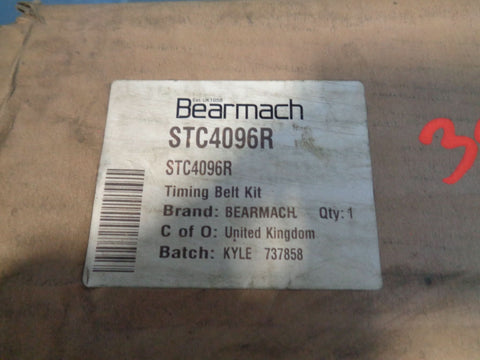 Bearmach
STC4096R
STC4096R
Timing Belt Kit
Brand: BEARMACH. Qty:1
C of O: United Kingdom
Batch: KYLE 737858